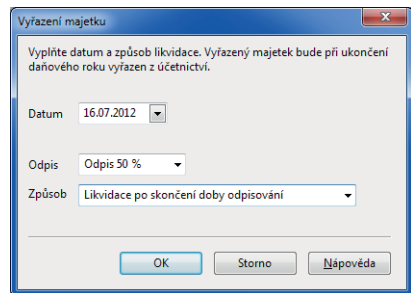 Vyřazení majetku
Vyplňte datum a způsob likvidace. Vyřazený majetek bude při ukončení
daňového roku vyřazen z účetnictví.
Datum 16.07.2012
Odpis Odpis 50 %
Způsob Likvidace po skončení doby odpisování
OK Storno Nápověda